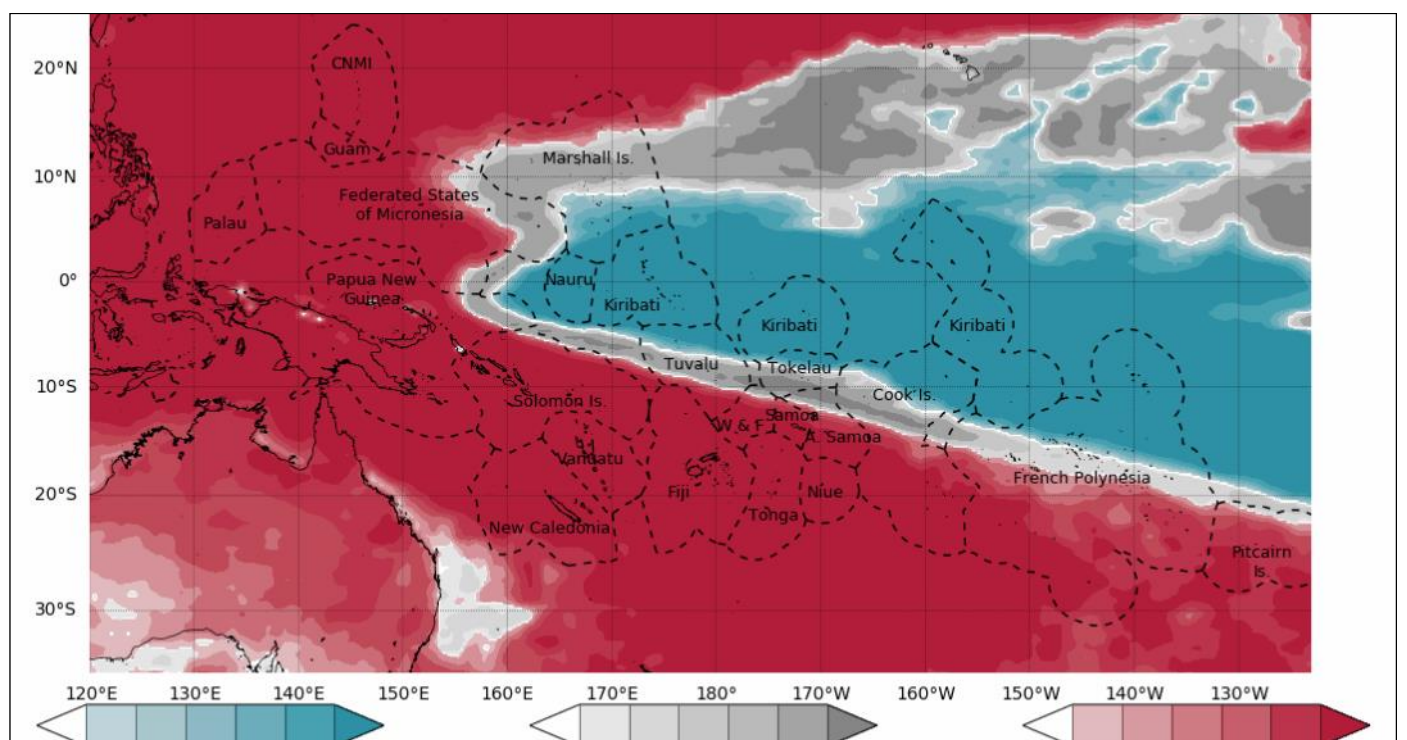 20°N
CNMI
Guam
Marshall Is.
10°N
Federated States
of Micronesia
Palau
0°
Papua New
Guinea
Nauru
Kiribati
Kiribati
Kiribati
Tuvalu
Tokelau
10°S
Solomon Is.
Cook Is.
Samoa
W & F
A. Samoa
Vanuatu
French Polynesia
20°S
Fiji
Niue
Tonga
New Caledonia
Pitcairn
Is.
30°S
120°E 130°E 140°E 150°E 160°E 170°E 180° 170°W 160°W 150°W 140°W 130°W